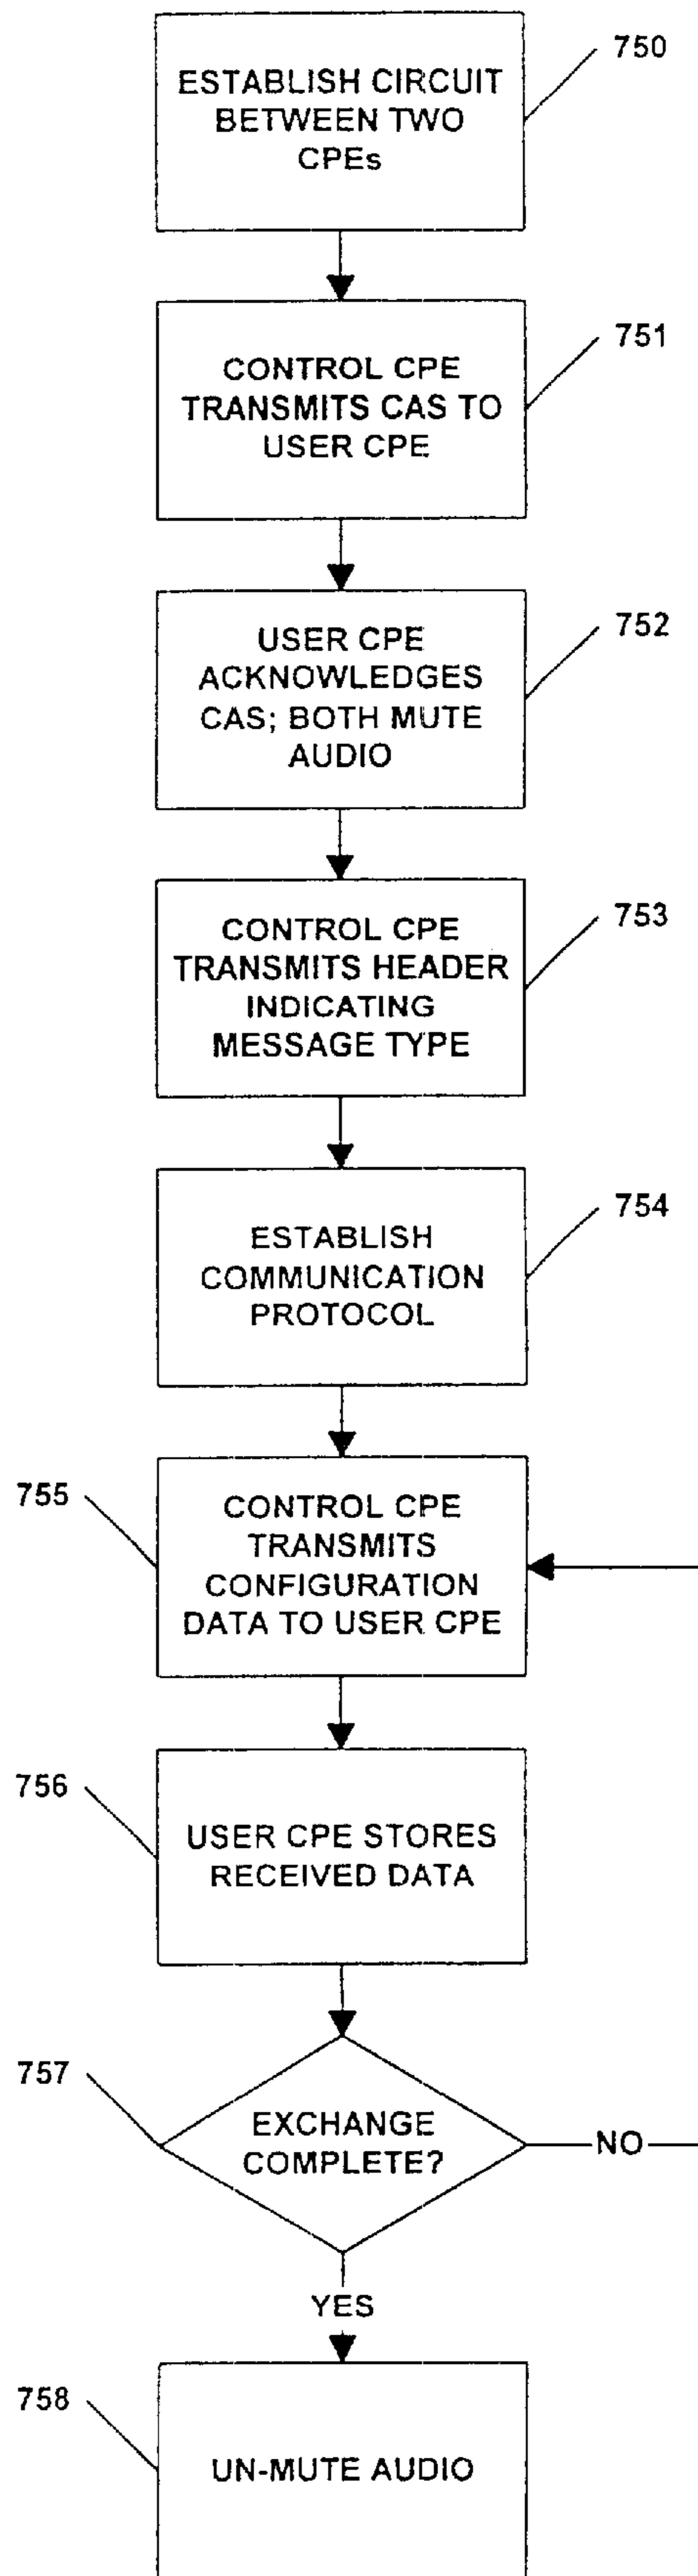 750
ESTABLISH CIRCUIT
BETWEEN TWO
CPEs
751
CONTROL CPE
TRANSMITS CAS TO
USER CPE
752
USER CPE
ACKNOWLEDGES
CAS; BOTH MUTE
AUDIO
753
CONTROL CPE
TRANSMITS HEADER
INDICATING
MESSAGE TYPE
754
ESTABLISH
COMMUNICATION
PROTOCOL
755
CONTROL CPE
TRANSMITS
CONFIGURATION
DATA TO USER CPE
756
USER CPE STORES
RECEIVED DATA
757
EXCHANGE
COMPLETE?
NO
YES
758
UN-MUTE AUDIO